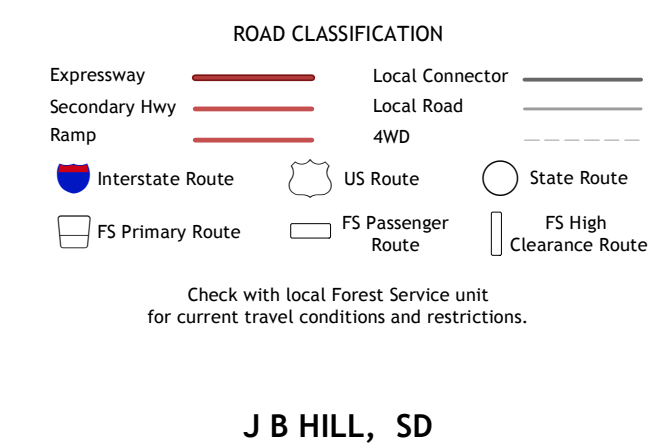 ROAD CLASSIFICATION
Expressway
Local Connector
Secondary Hwy
Local Road
Ramp
4WD
Interstate Route
US Route
State Route
FS Primary Route
FS Passenger
Route
FS High
Clearance Route
Check with local Forest Service unit
for current travel conditions and restrictions.
J B HILL, SD